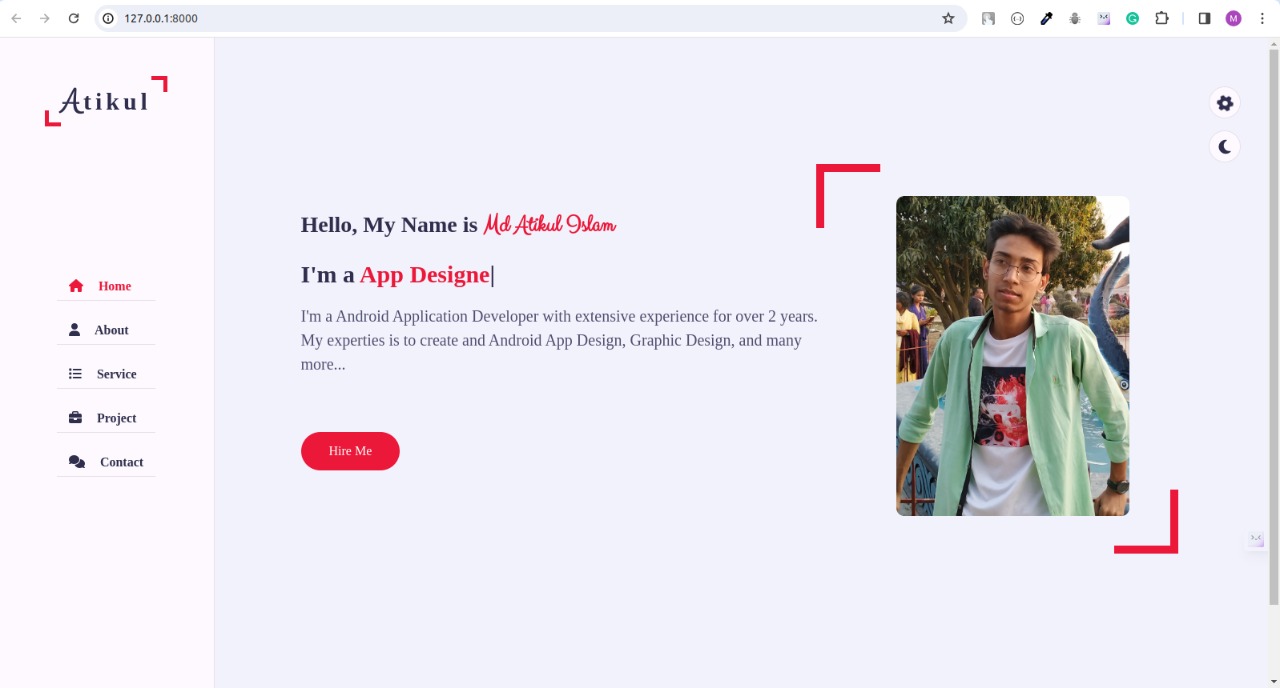 127.0.0.1:8000
M
Atikul
Hello, My Name is Md Atikul Islam
I'm a App Designe|
I'm a Android Application Developer with extensive experience for over 2 years.
My experties is to create and Android App Design, Graphic Design, and many
more...
Hire Me
Home
About
Service
Project
Contact